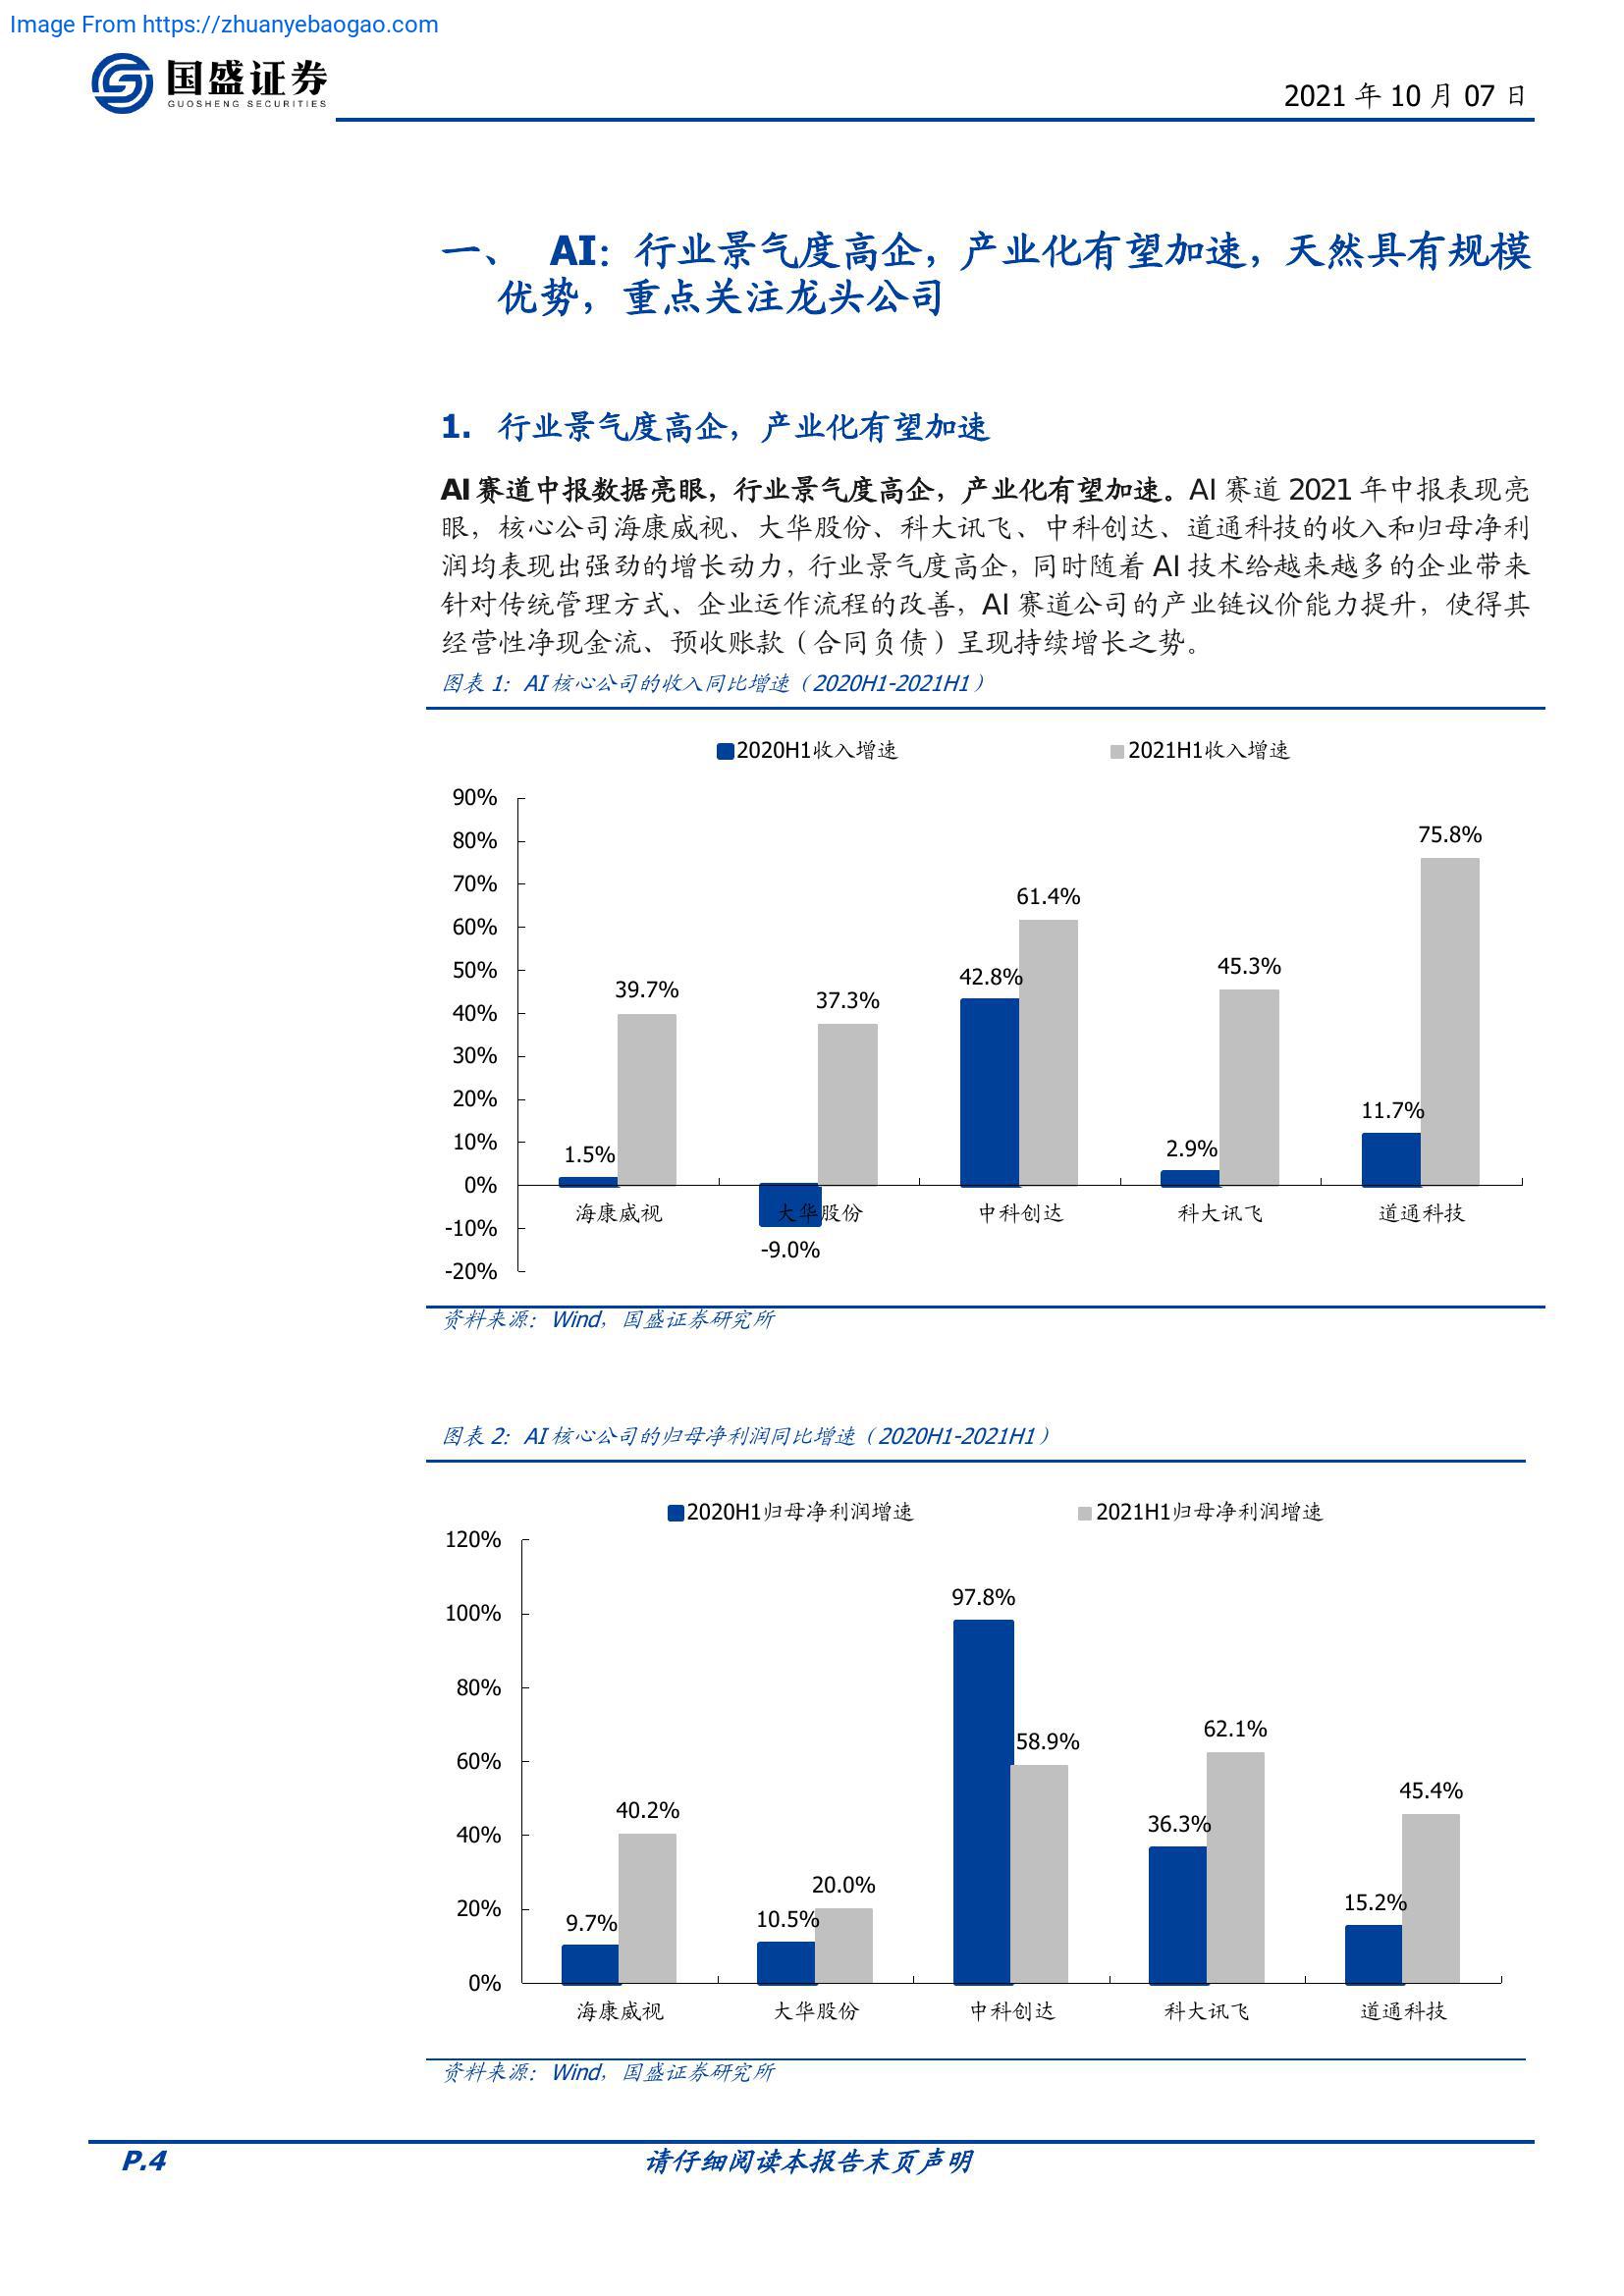 Image From https://zhuanyebaogao.com
国盛证券
GUOSHENG SECURITIES
2021 年 10 月 07 日
一、 AI：行业景气度高企，产业化有望加速，天然具有规模
优势，重点关注龙头公司
1. 行业景气度高企，产业化有望加速
AI 赛道中报数据亮眼，行业景气度高企，产业化有望加速。AI 赛道 2021 年中报表现亮
眼，核心公司海康威视、大华股份、科大讯飞、中科创达、道通科技的收入和归母净利
润均表现出强劲的增长动力，行业景气度高企，同时随着 AI 技术给越来越多的企业带来
针对传统管理方式、企业运作流程的改善，AI 赛道公司的产业链议价能力提升，使得其
经营性净现金流、预收账款（合同负债）呈现持续增长之势。
图表 1：AI 核心公司的收入同比增速（2020H1-2021H1）
2020H1收入增速 2021H1收入增速
90%
80%
70%
60%
50%
40%
30%
20%
10%
0%
-10%
-20%
1.5%
39.7%
-9.0%
37.3%
42.8%
61.4%
2.9%
45.3%
11.7%
75.8%
海康威视 大华股份 中科创达 科大讯飞 道通科技
资料来源：Wind，国盛证券研究所
图表 2：AI 核心公司的归母净利润同比增速（2020H1-2021H1）
2020H1归母净利润增速 2021H1归母净利润增速
120%
100%
80%
60%
40%
20%
0%
9.7%
40.2%
10.5%
20.0%
97.8%
58.9%
36.3%
62.1%
15.2%
45.4%
海康威视 大华股份 中科创达 科大讯飞 道通科技
资料来源：Wind，国盛证券研究所
P.4 请仔细阅读本报告末页声明